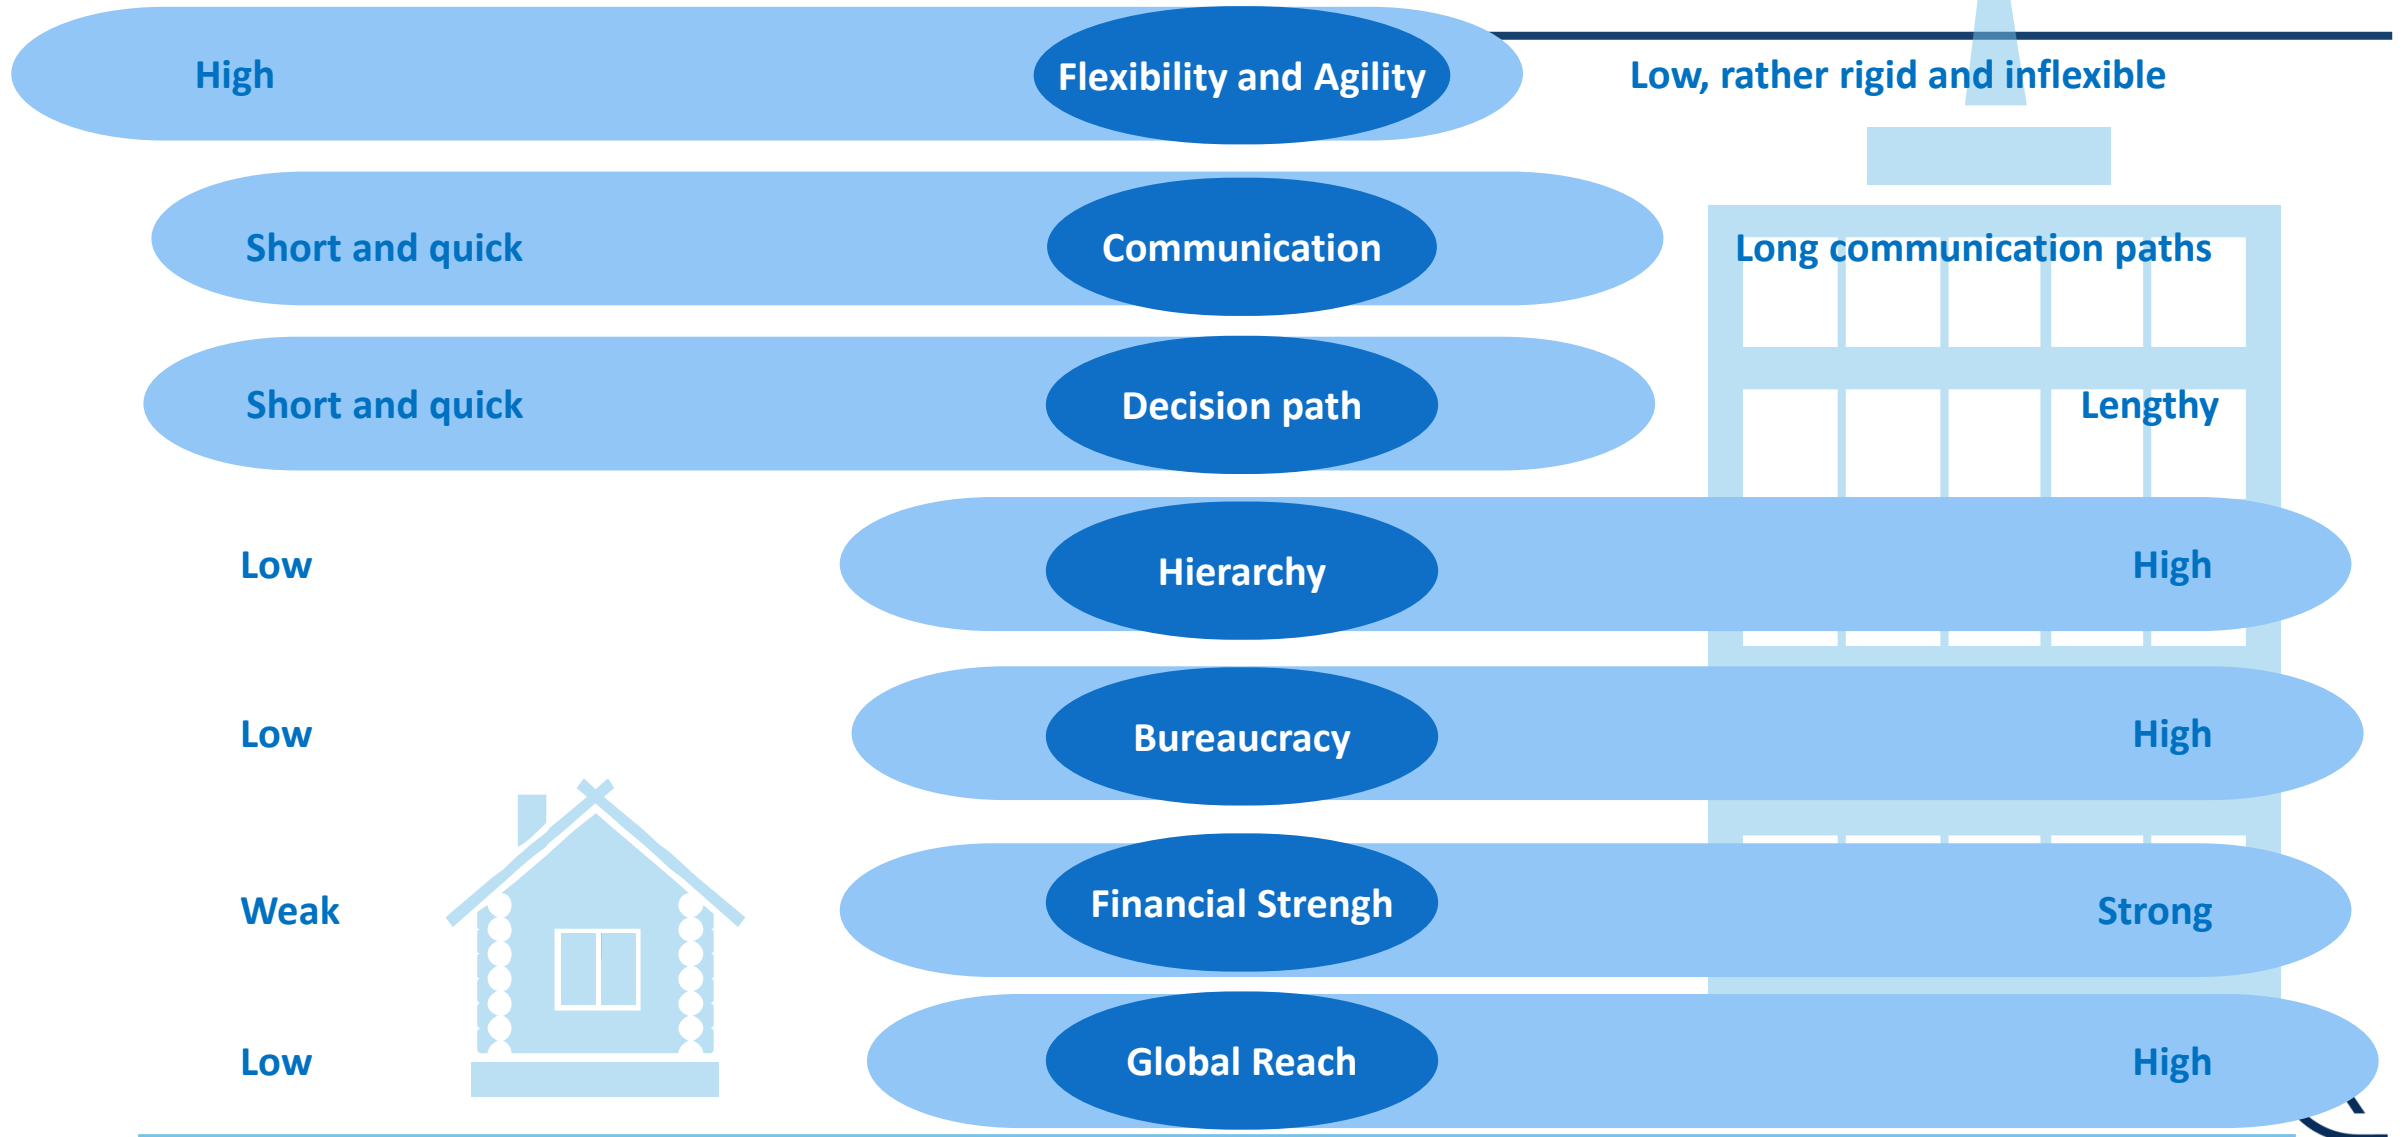 High
Flexibility and Agility
Low, rather rigid and inflexible
Short and quick
Communication
Long communication paths
Short and quick
Decision path
Lengthy
Low
Hierarchy
High
Low
Bureaucracy
High
Weak
Financial Strengh
Strong
Low
Global Reach
High